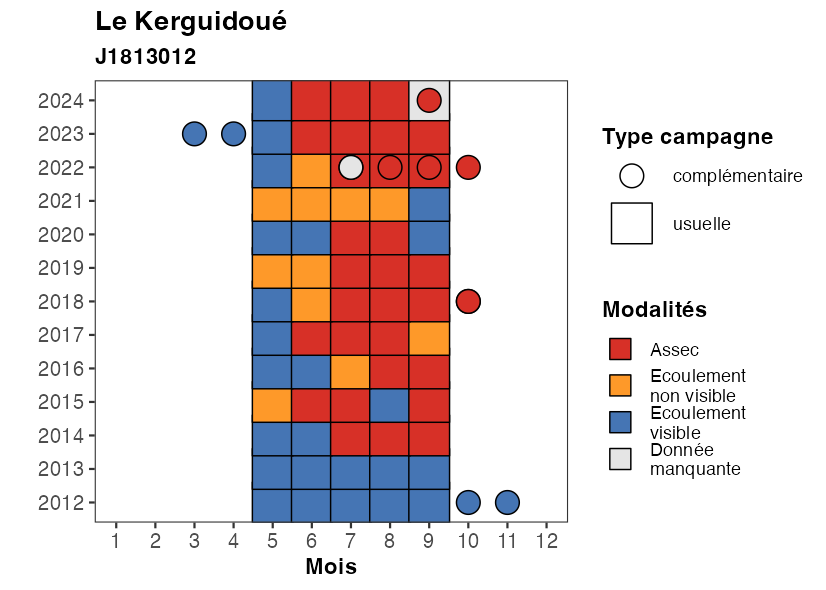 Le Kerguidoué
J1813012
2024
2023
2022
2021
2020
2019
2018
2017
2016
2015
2014
2013
2012
1 2 3 4 5 6 7 8 9 10 11 12
Mois
Type campagne
complémentaire
usuelle
Modalités
Assec
Ecoulement
non visible
Ecoulement
visible
Donnée
manquante